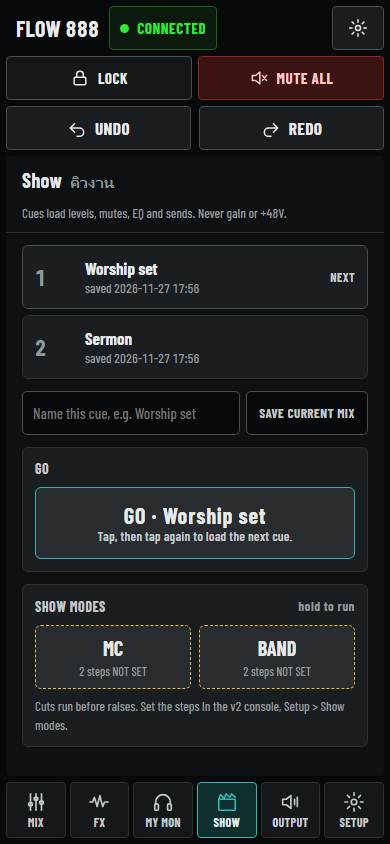 FLOW 888
CONNECTED
LOCK
MUTE ALL
UNDO
REDO
Show คิวงาน
Cues load levels, mutes, EQ and sends. Never gain or +48V.
1
Worship set
saved 2026-11-27 17:56
NEXT
2
Sermon
saved 2026-11-27 17:56
Name this cue, e.g. Worship set
SAVE CURRENT MIX
GO
GO · Worship set
Tap, then tap again to load the next cue.
SHOW MODES
hold to run
MC
2 steps NOT SET
BAND
2 steps NOT SET
Cuts run before raises. Set the steps in the v2 console, Setup > Show
modes.
MIX
FX
MY MON
SHOW
OUTPUT
SETUP